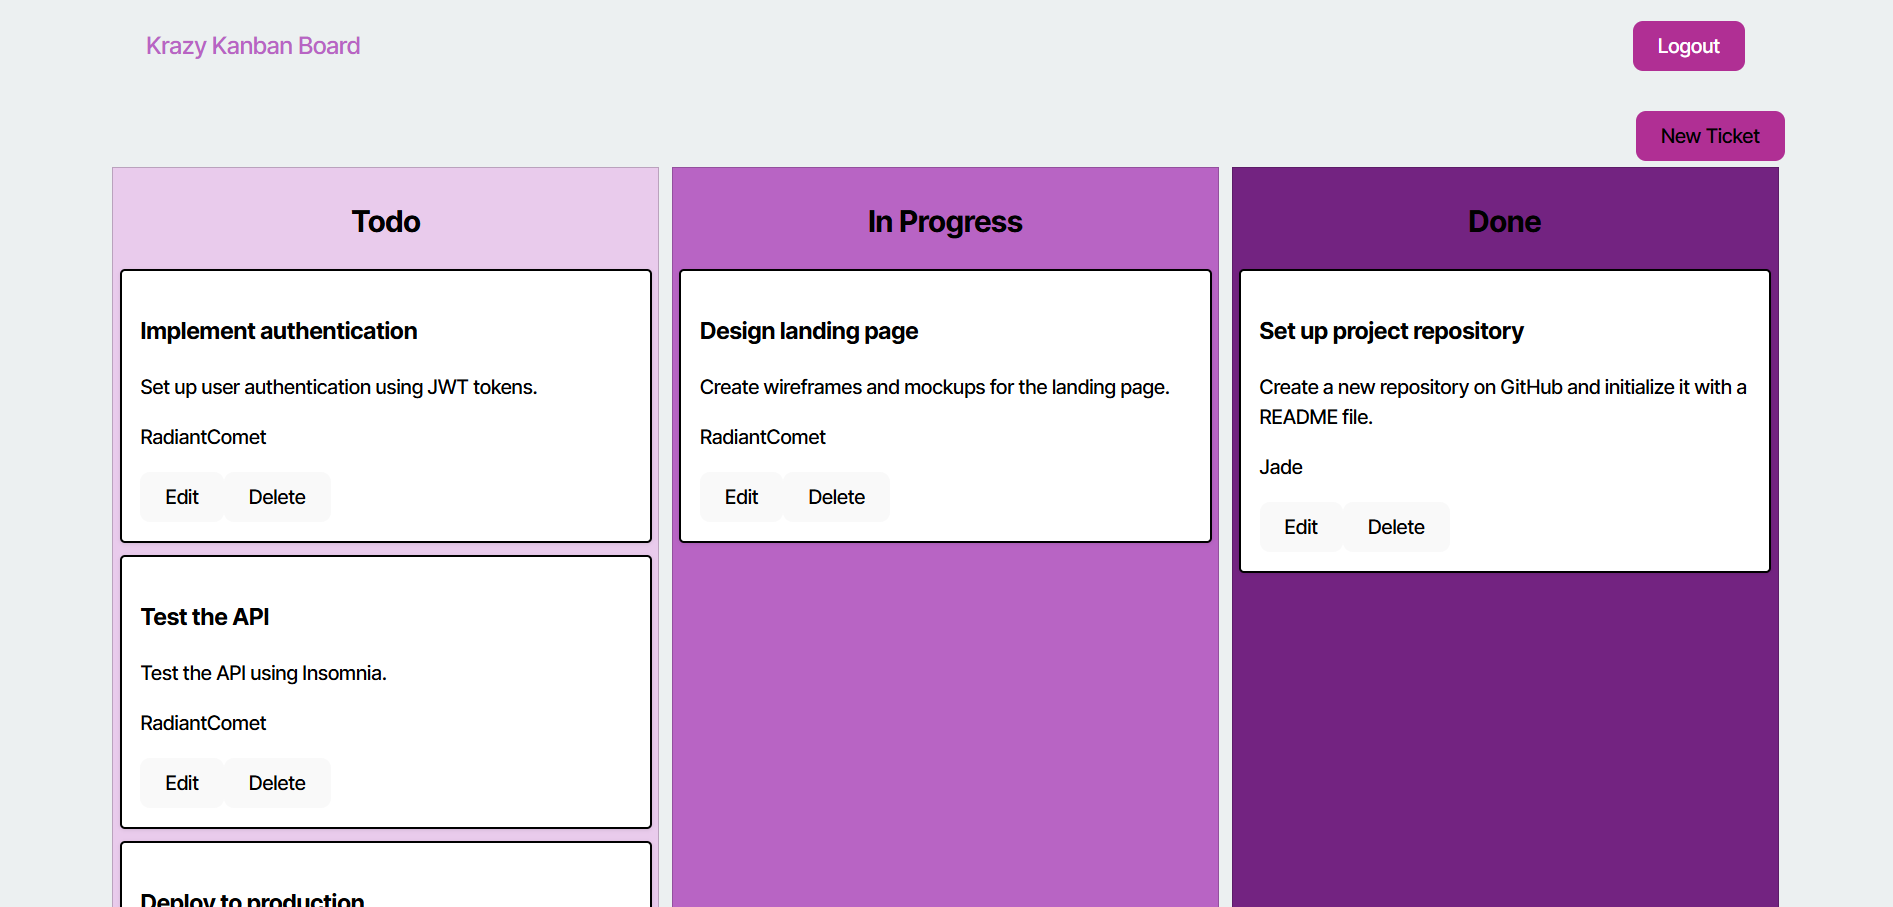 Krazy Kanban Board
Logout
New Ticket
Todo
Implement authentication
Set up user authentication using JWT tokens.
RadiantComet
Edit Delete
Test the API
Test the API using Insomnia.
RadiantComet
Edit Delete
Deploy to production
In Progress
Design landing page
Create wireframes and mockups for the landing page.
RadiantComet
Edit Delete
Done
Set up project repository
Create a new repository on GitHub and initialize it with a
README file.
Jade
Edit Delete